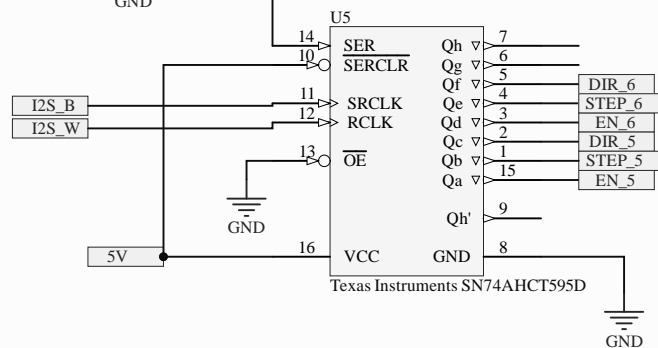 GND
U5
14 SER Qh 7
10 SERCLR Qg 6
Qf 5 DIR_6
I2S_B 11 SRCLK Qe 4 STEP_6
I2S_W 12 RCLK Qd 3 EN_6
Qc 2 DIR_5
13 OE Qb 1 STEP_5
Qa 15 EN_5
GND Qh' 9
5V 16 VCC GND 8
Texas Instruments SN74AHCT595D
GND